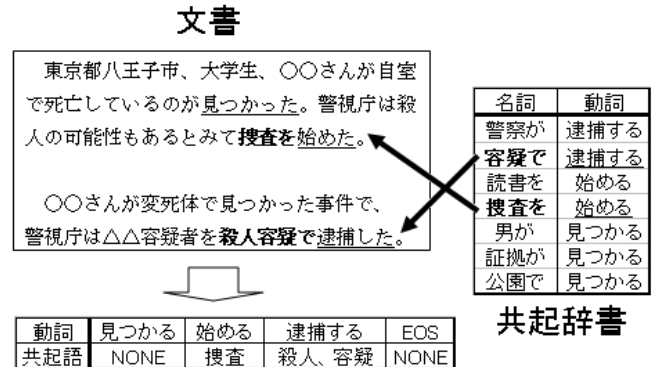 文書
東京都八王子市、大学生、○○さんが自室
で死亡しているのが見つかった。警視庁は殺
人の可能性もあるとみて捜査を始めた。
○○さんが変死体で見つかった事件で、
警視庁は△△容疑者を殺人容疑で逮捕した。
名詞 動詞
警察が 逮捕する
容疑で 逮捕する
読書を 始める
捜査を 始める
男が 見つかる
証拠が 見つかる
公園で 見つかる
共起辞書
動詞 見つかる 始める 逮捕する EOS
共起語 NONE 捜査 殺人、容疑 NONE